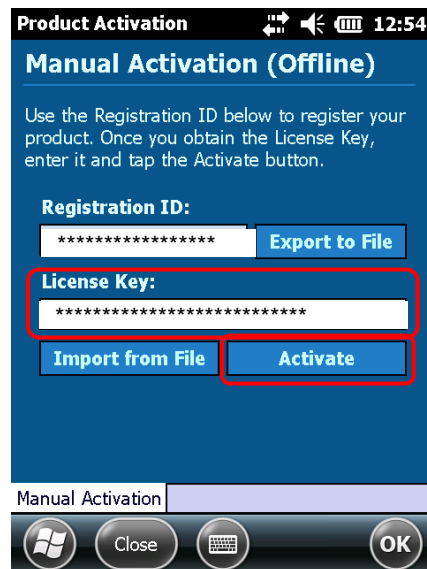 Product Activation 12:54
Manual Activation (Offline)
Use the Registration ID below to register your
product. Once you obtain the License Key,
enter it and tap the Activate button.
Registration ID:
***************** Export to File
License Key:
***************************
Import from File Activate
Manual Activation
Close OK